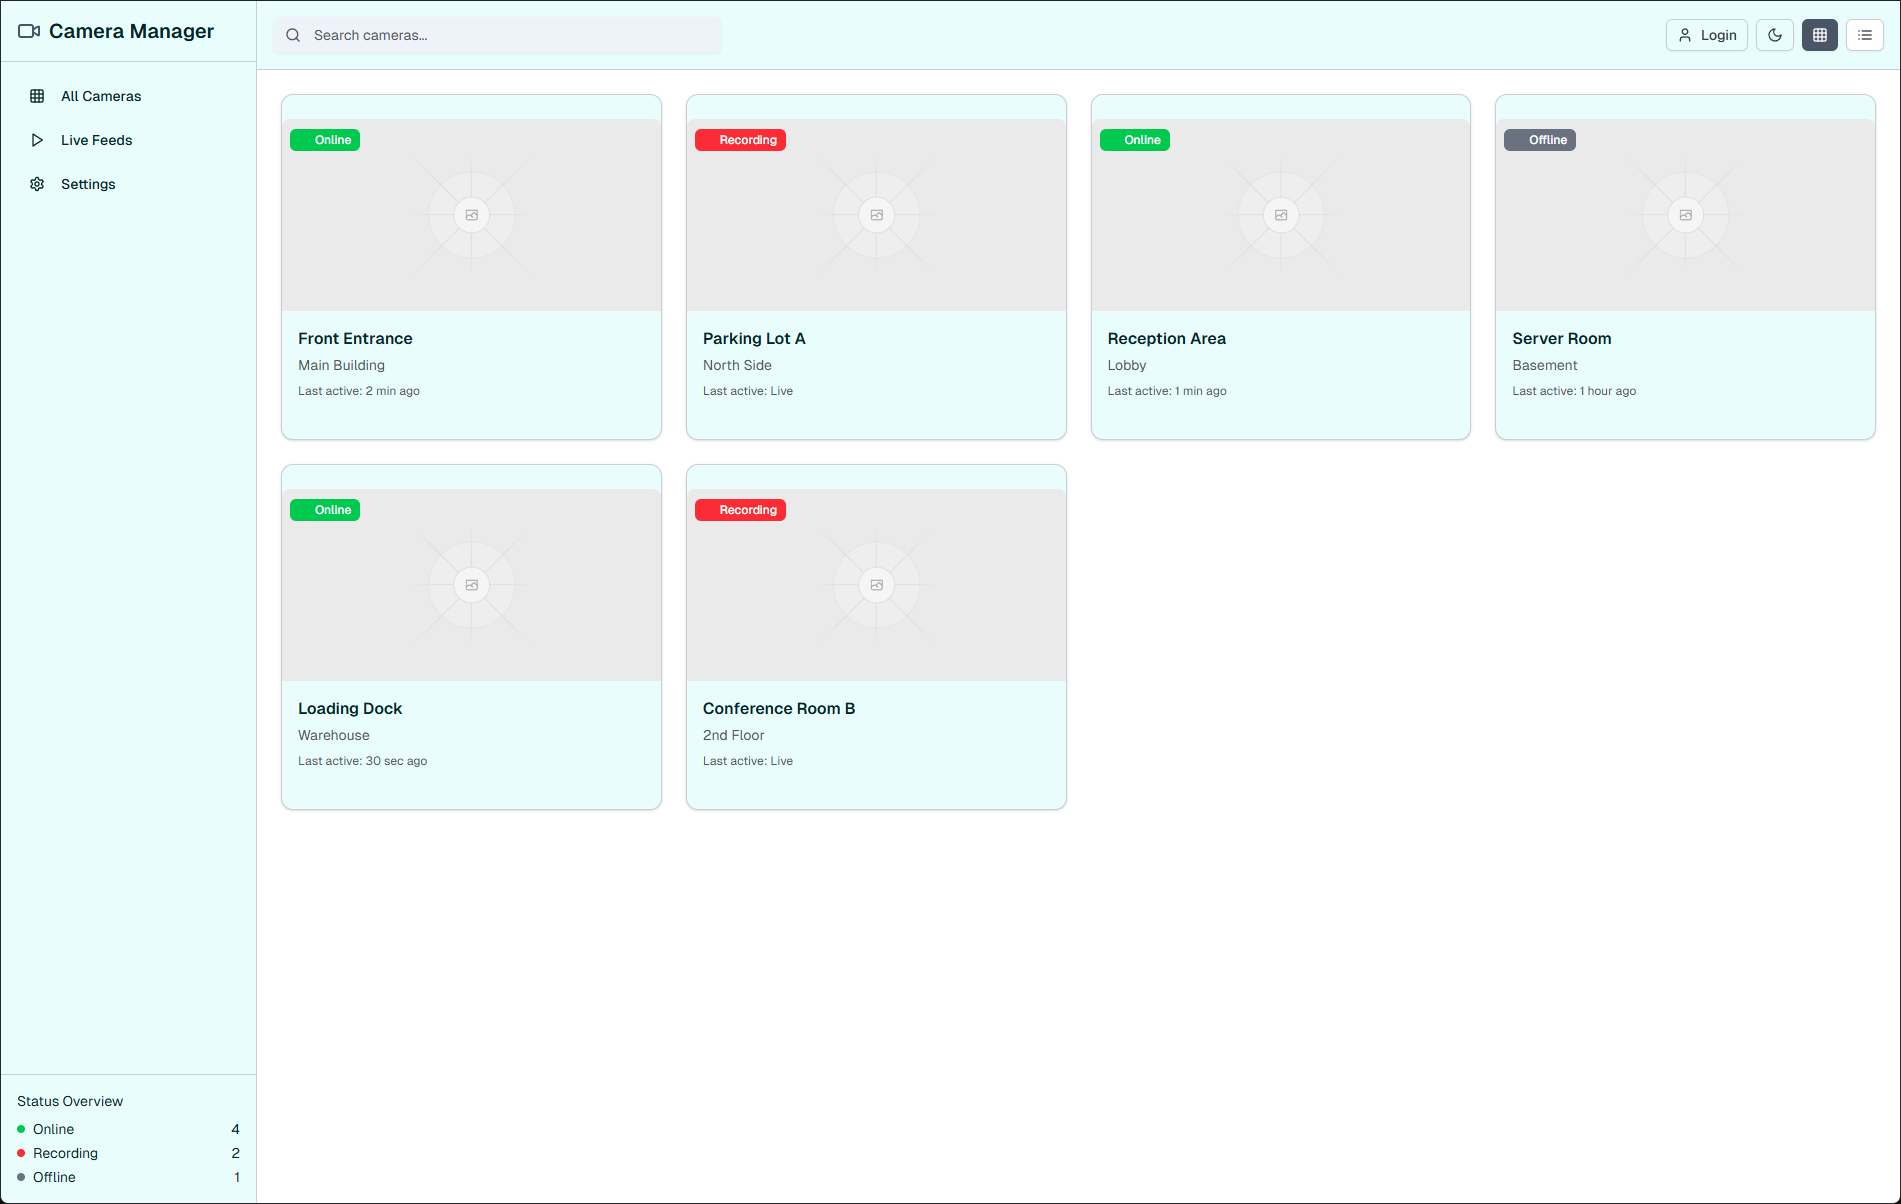 Camera Manager
Search cameras...
Login
All Cameras
Live Feeds
Settings
Online
Front Entrance
Main Building
Last active: 2 min ago
Recording
Parking Lot A
North Side
Last active: Live
Online
Reception Area
Lobby
Last active: 1 min ago
Offline
Server Room
Basement
Last active: 1 hour ago
Online
Loading Dock
Warehouse
Last active: 30 sec ago
Recording
Conference Room B
2nd Floor
Last active: Live
Status Overview
Online 4
Recording 2
Offline 1